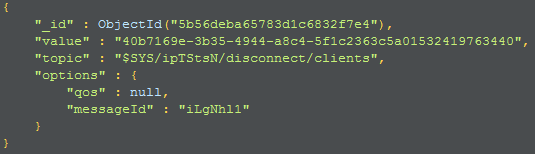 {
"_id" : ObjectId("5b56deba65783d1c6832f7e4"),
"value" : "40b7169e-3b35-4944-a8c4-5f1c2363c5a01532419763440",
"topic" : "$SYS/ipTStsN/disconnect/clients",
"options" : {
"qos" : null,
"messageId" : "iLgNhl1"
}
}